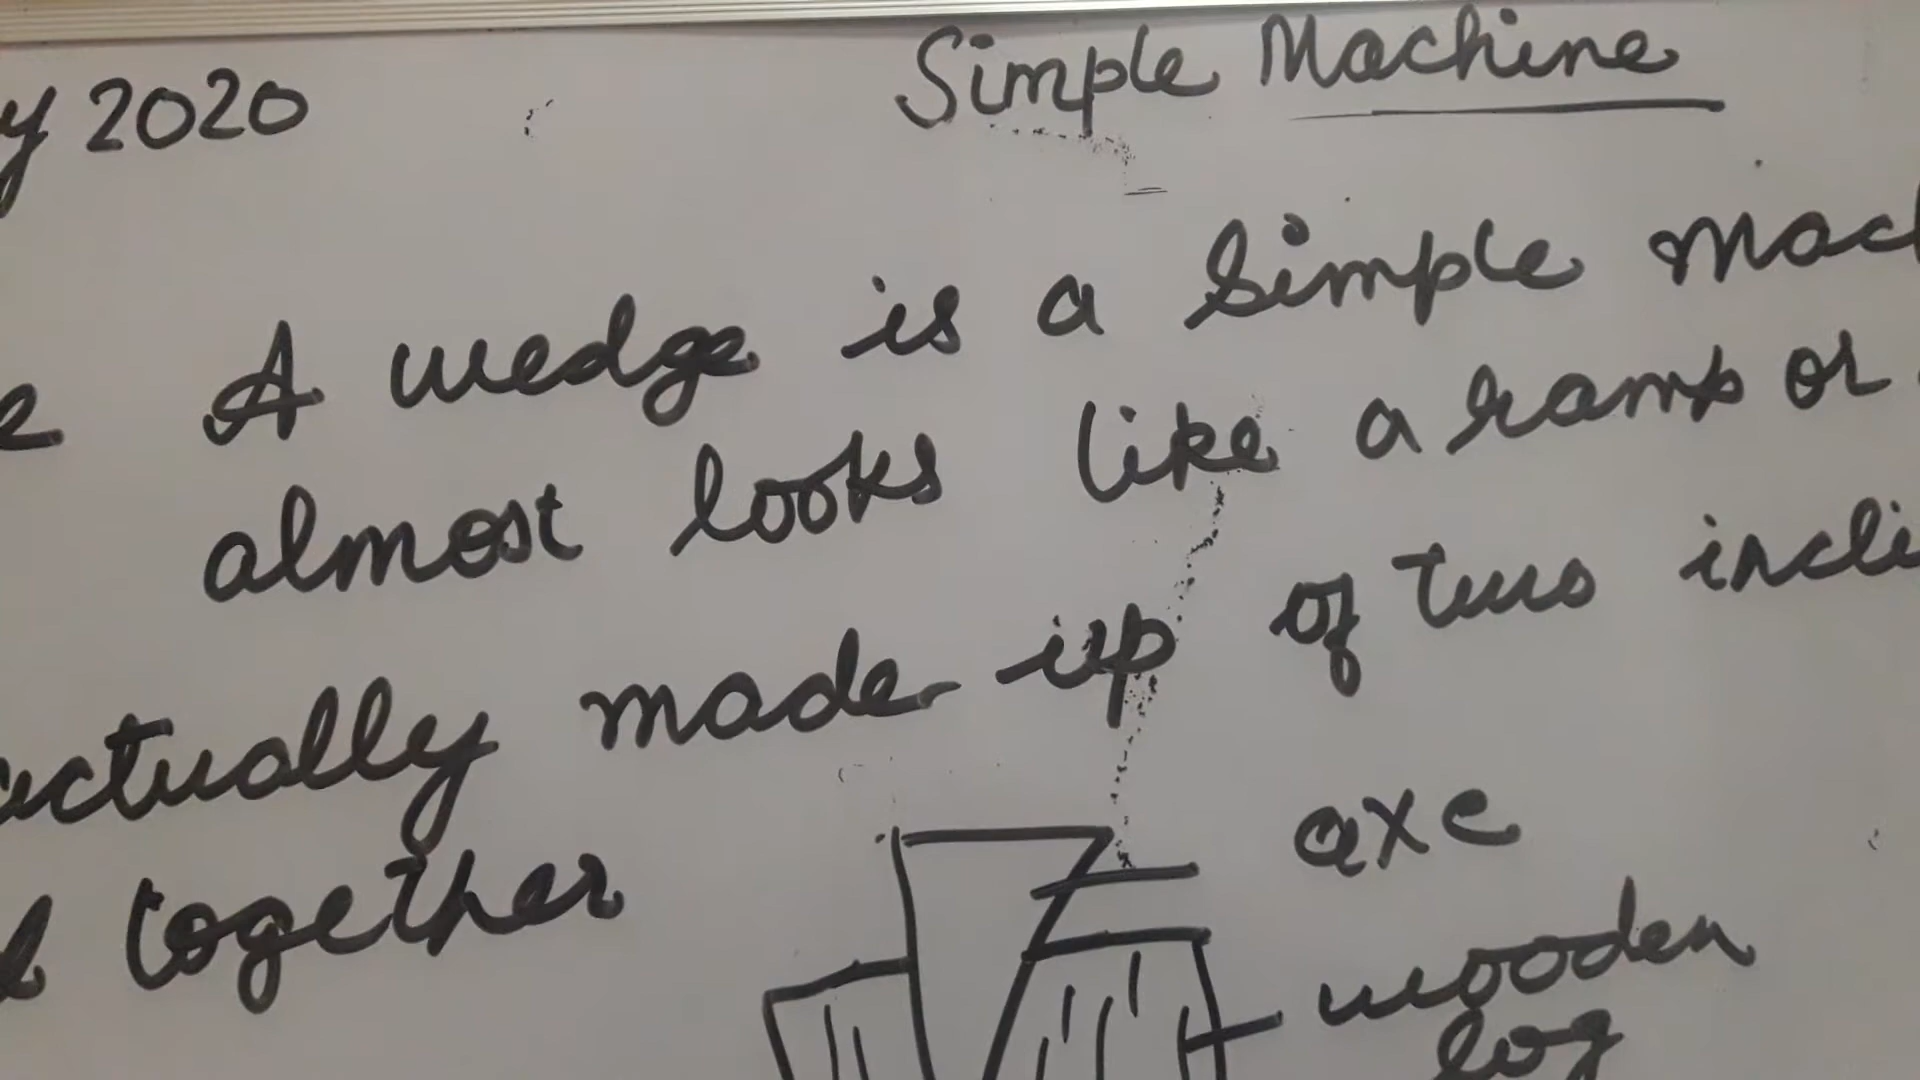 y 2020
Simple Machine
e A wedge is a simple mac
almost looks like a ramp or
actually made up of two incli
d together
axe
wooden
log